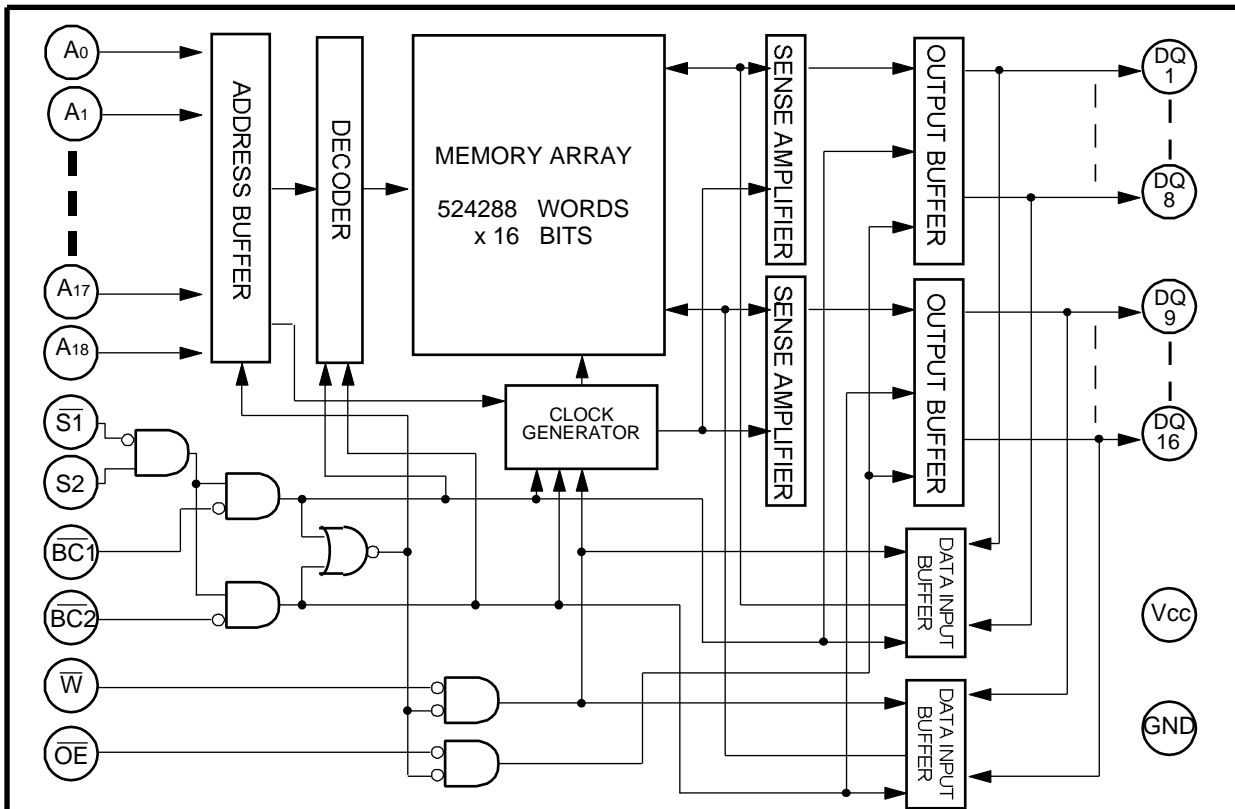 A0
A1
A17
A18
S1
S2
BC1
BC2
W
OE
ADDRESS BUFFER
DECODER
MEMORY ARRAY
524288 WORDS
x 16 BITS
CLOCK
GENERATOR
SENSE AMPLIFIER
SENSE AMPLIFIER
OUTPUT BUFFER
OUTPUT BUFFER
DATA INPUT
BUFFER
DATA INPUT
BUFFER
DQ
1
DQ
8
DQ
9
DQ
16
Vcc
GND